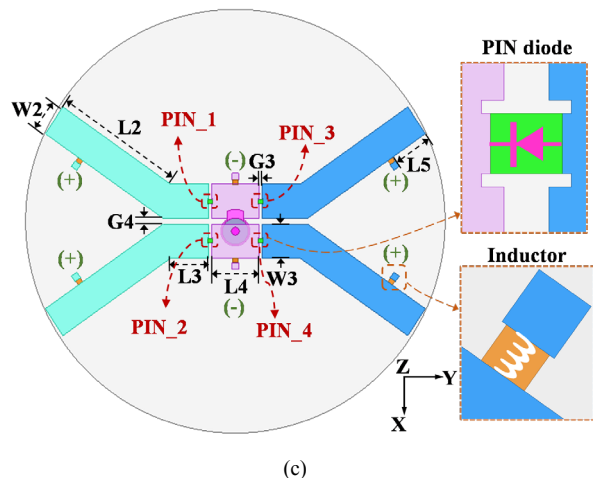 PIN diode
W2
L2
PIN_1
PIN_3
(-)
G3
L5
(+)
(+)
G4
(+)
(+)
L3
L4
W3
(-)
PIN_2
PIN_4
Inductor
Z
Y
X
(c)